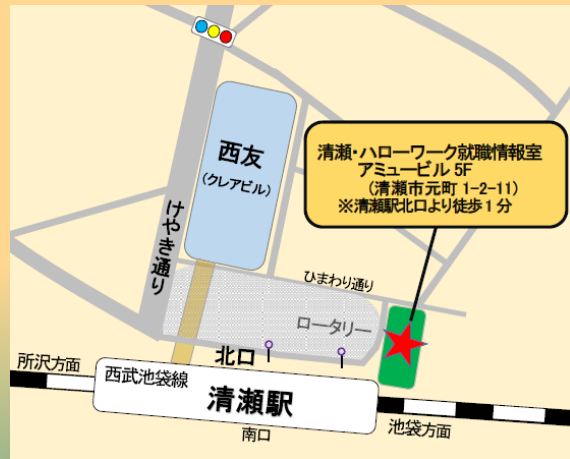 西友
(クレアビル)
清瀬・ハローワーク就職情報室
アミュービル 5F
(清瀬市元町 1-2-11)
※清瀬駅北口より徒歩1分
けやき通り
ひまわり通り
ロータリー
北口
所沢方面
西武池袋線
清瀬駅
南口
池袋方面